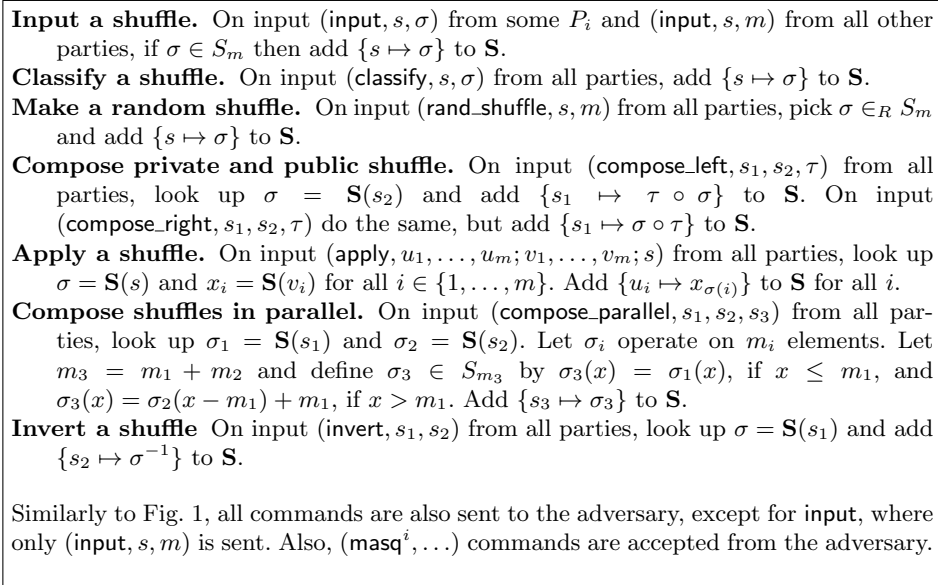 Input a shuffle. On input (input, s, σ) from some P_i and (input, s, m) from all other
parties, if σ ∈ S_m then add {s ↦ σ} to S.
Classify a shuffle. On input (classify, s, σ) from all parties, add {s ↦ σ} to S.
Make a random shuffle. On input (rand_shuffle, s, m) from all parties, pick σ ∈_R S_m
and add {s ↦ σ} to S.
Compose private and public shuffle. On input (compose_left, s_1, s_2, τ) from all
parties, look up σ = S(s_2) and add {s_1 ↦ τ ∘ σ} to S. On input
(compose_right, s_1, s_2, τ) do the same, but add {s_1 ↦ σ ∘ τ} to S.
Apply a shuffle. On input (apply, u_1, . . . , u_m; v_1, . . . , v_m; s) from all parties, look up
σ = S(s) and x_i = S(v_i) for all i ∈ {1, . . . , m}. Add {u_i ↦ x_{σ(i)}} to S for all i.
Compose shuffles in parallel. On input (compose_parallel, s_1, s_2, s_3) from all par-
ties, look up σ_1 = S(s_1) and σ_2 = S(s_2). Let σ_i operate on m_i elements. Let
m_3 = m_1 + m_2 and define σ_3 ∈ S_{m_3} by σ_3(x) = σ_1(x), if x ≤ m_1, and
σ_3(x) = σ_2(x − m_1) + m_1, if x > m_1. Add {s_3 ↦ σ_3} to S.
Invert a shuffle On input (invert, s_1, s_2) from all parties, look up σ = S(s_1) and add
{s_2 ↦ σ^{−1}} to S.
Similarly to Fig. 1, all commands are also sent to the adversary, except for input, where
only (input, s, m) is sent. Also, (masq^i, . . .) commands are accepted from the adversary.